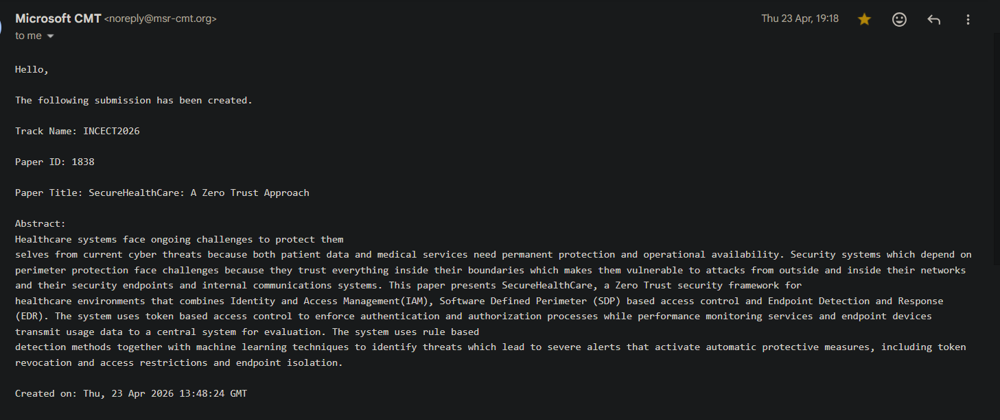 Microsoft CMT <noreply@msr-cmt.org>
Thu 23 Apr, 19:18
to me
Hello,
The following submission has been created.
Track Name: INCECT2026
Paper ID: 1838
Paper Title: SecureHealthCare: A Zero Trust Approach
Abstract:
Healthcare systems face ongoing challenges to protect them
selves from current cyber threats because both patient data and medical services need permanent protection and operational availability. Security systems which depend on
perimeter protection face challenges because they trust everything inside their boundaries which makes them vulnerable to attacks from outside and inside their networks
and their security endpoints and internal communications systems. This paper presents SecureHealthCare, a Zero Trust security framework for
healthcare environments that combines Identity and Access Management(IAM), Software Defined Perimeter (SDP) based access control and Endpoint Detection and Response
(EDR). The system uses token based access control to enforce authentication and authorization processes while performance monitoring services and endpoint devices
transmit usage data to a central system for evaluation. The system uses rule based
detection methods together with machine learning techniques to identify threats which lead to severe alerts that activate automatic protective measures, including token
revocation and access restrictions and endpoint isolation.
Created on: Thu, 23 Apr 2026 13:48:24 GMT